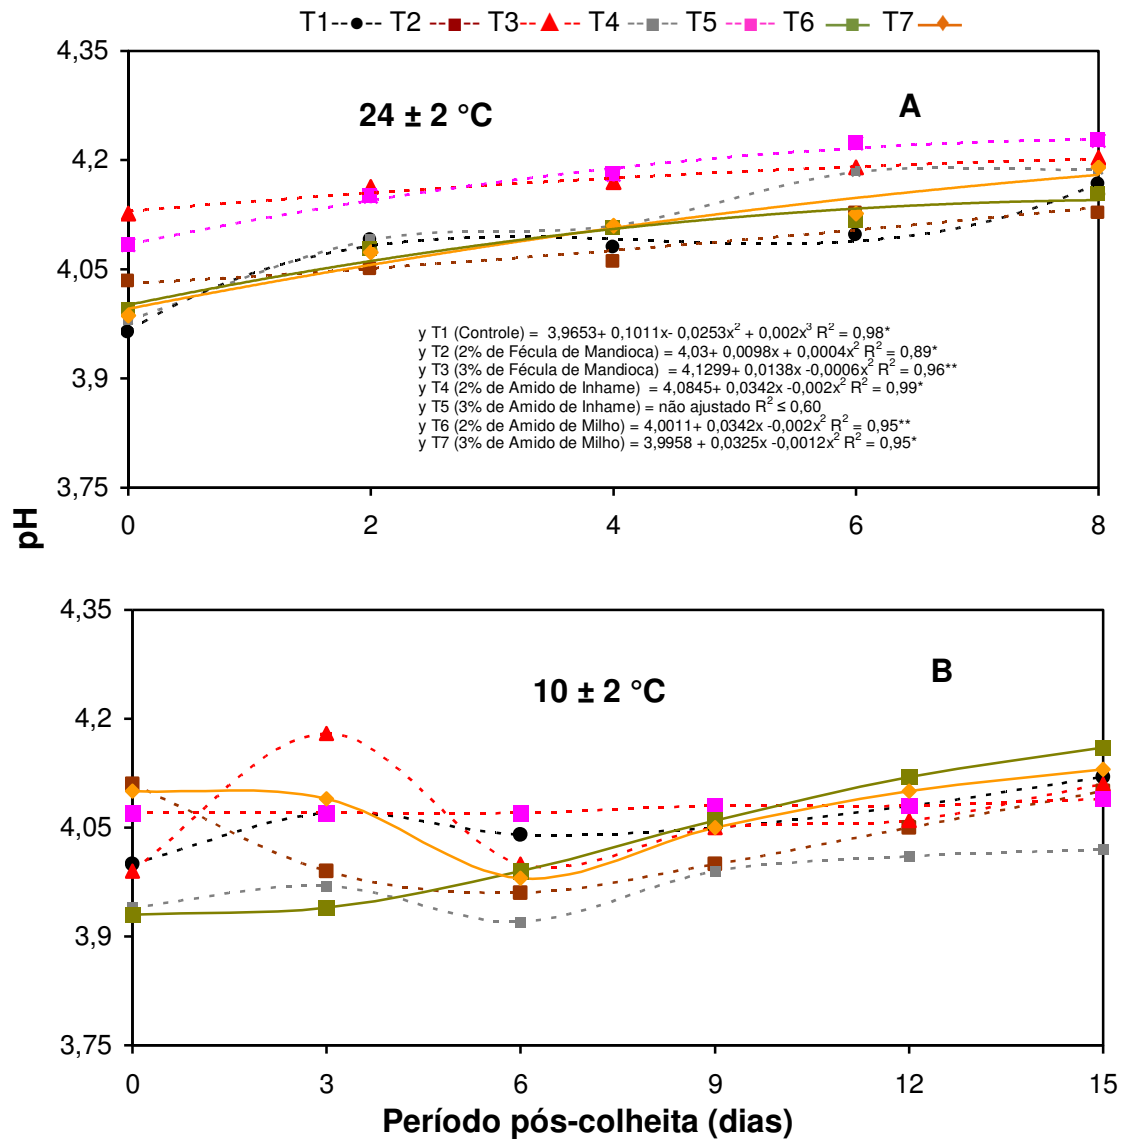 T1 T2 T3 T4 T5 T6 T7
4,35
24 ± 2 °C A
4,2
4,05
y T1 (Controle) = 3,9653+ 0,1011x- 0,0253x² + 0,002x³ R² = 0,98*
y T2 (2% de Fécula de Mandioca) = 4,03+ 0,0098x + 0,0004x² R² = 0,89*
y T3 (3% de Fécula de Mandioca) = 4,1299+ 0,0138x -0,0006x² R² = 0,96**
3,9
y T4 (2% de Amido de Inhame) = 4,0845+ 0,0342x -0,002x² R² = 0,99*
y T5 (3% de Amido de Inhame) = não ajustado R² ≤ 0,60
y T6 (2% de Amido de Milho) = 4,0011+ 0,0342x -0,002x² R² = 0,95**
y T7 (3% de Amido de Milho) = 3,9958 + 0,0325x -0,0012x² R² = 0,95*
3,75
0 2 4 6 8
pH
4,35
10 ± 2 °C B
4,2
4,05
3,9
3,75
0 3 6 9 12 15
Período pós-colheita (dias)